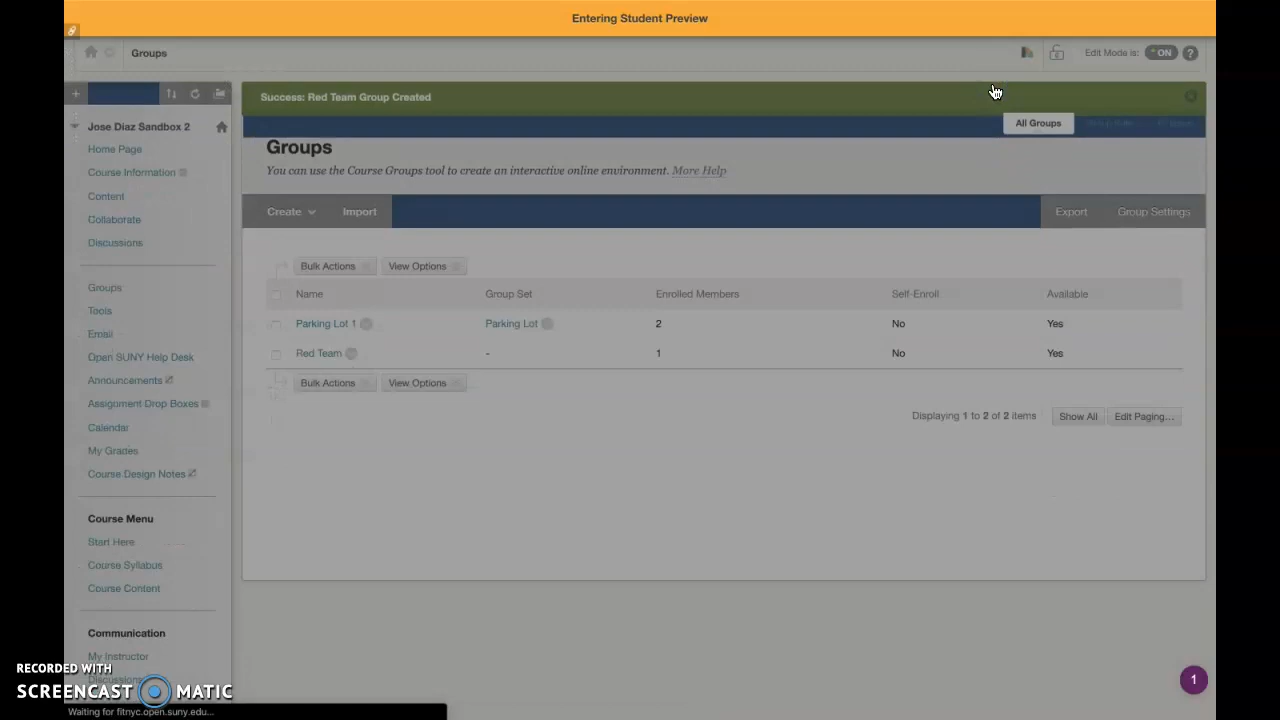 Entering Student Preview
Groups
Edit Mode is: ON ?
Success: Red Team Group Created
Jose Diaz Sandbox 2
Home Page
Course Information
Content
Collaborate
Discussions
Groups
Tools
Email
Open SUNY Help Desk
Announcements
Assignment Drop Boxes
Calendar
My Grades
Course Design Notes
Course Menu
Start Here
Course Syllabus
Course Content
Communication
My Instructor
All Groups
Groups
You can use the Course Groups tool to create an interactive online environment. More Help
Create Import Export Group Settings
Bulk Actions View Options
Name Group Set Enrolled Members Self-Enroll Available
Parking Lot 1 Parking Lot 2 No Yes
Red Team - 1 No Yes
Bulk Actions View Options
Displaying 1 to 2 of 2 items Show All Edit Paging...
RECORDED WITH
SCREENCAST MATIC
Waiting for fitnyc.open.suny.edu...
1